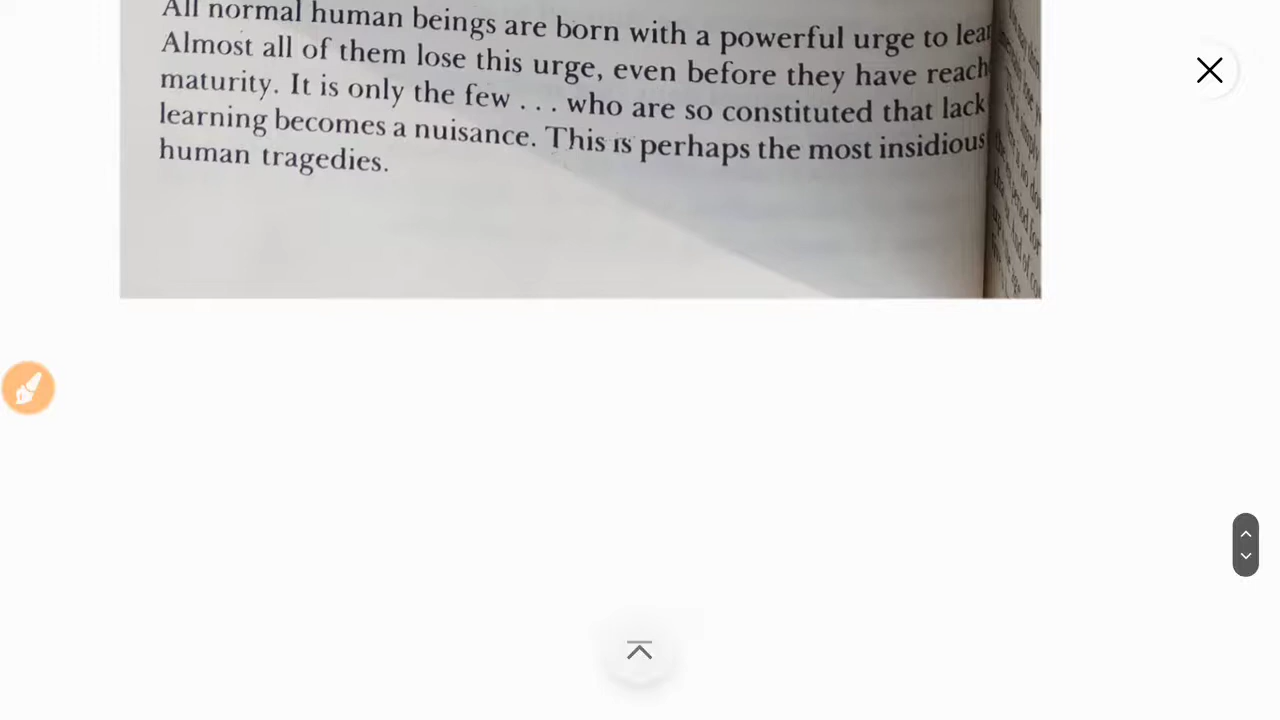 All normal human beings are born with a powerful urge to lear
Almost all of them lose this urge, even before they have reach
maturity. It is only the few . . . who are so constituted that lack
learning becomes a nuisance. This is perhaps the most insidious
human tragedies.